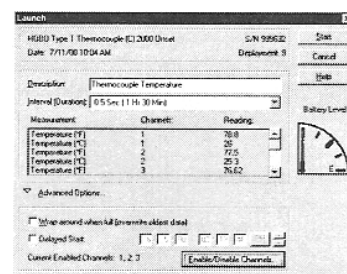 Launch
HOBO Type T Thermocouple (C) 2000 Onset
S/N 999632
Start
Date: 7/11/00 10:04 AM
Deployment: 9
Cancel
Help
Description: Thermocouple Temperature
Interval (Duration): 0.5 Sec (1 Hr 30 Min)
Battery Level
Measurement: Channels: Reading:
Temperature (°F) 1 78.8
Temperature (°C) 1 26
Temperature (°F) 2 77.5
Temperature (°C) 2 25.3
Temperature (°F) 3 76.62
E
Advanced Options...
Wrap around when full (overwrite oldest data)
Delayed Start
Current Enabled Channels: 1, 2, 3
Enable/Disable Channels...